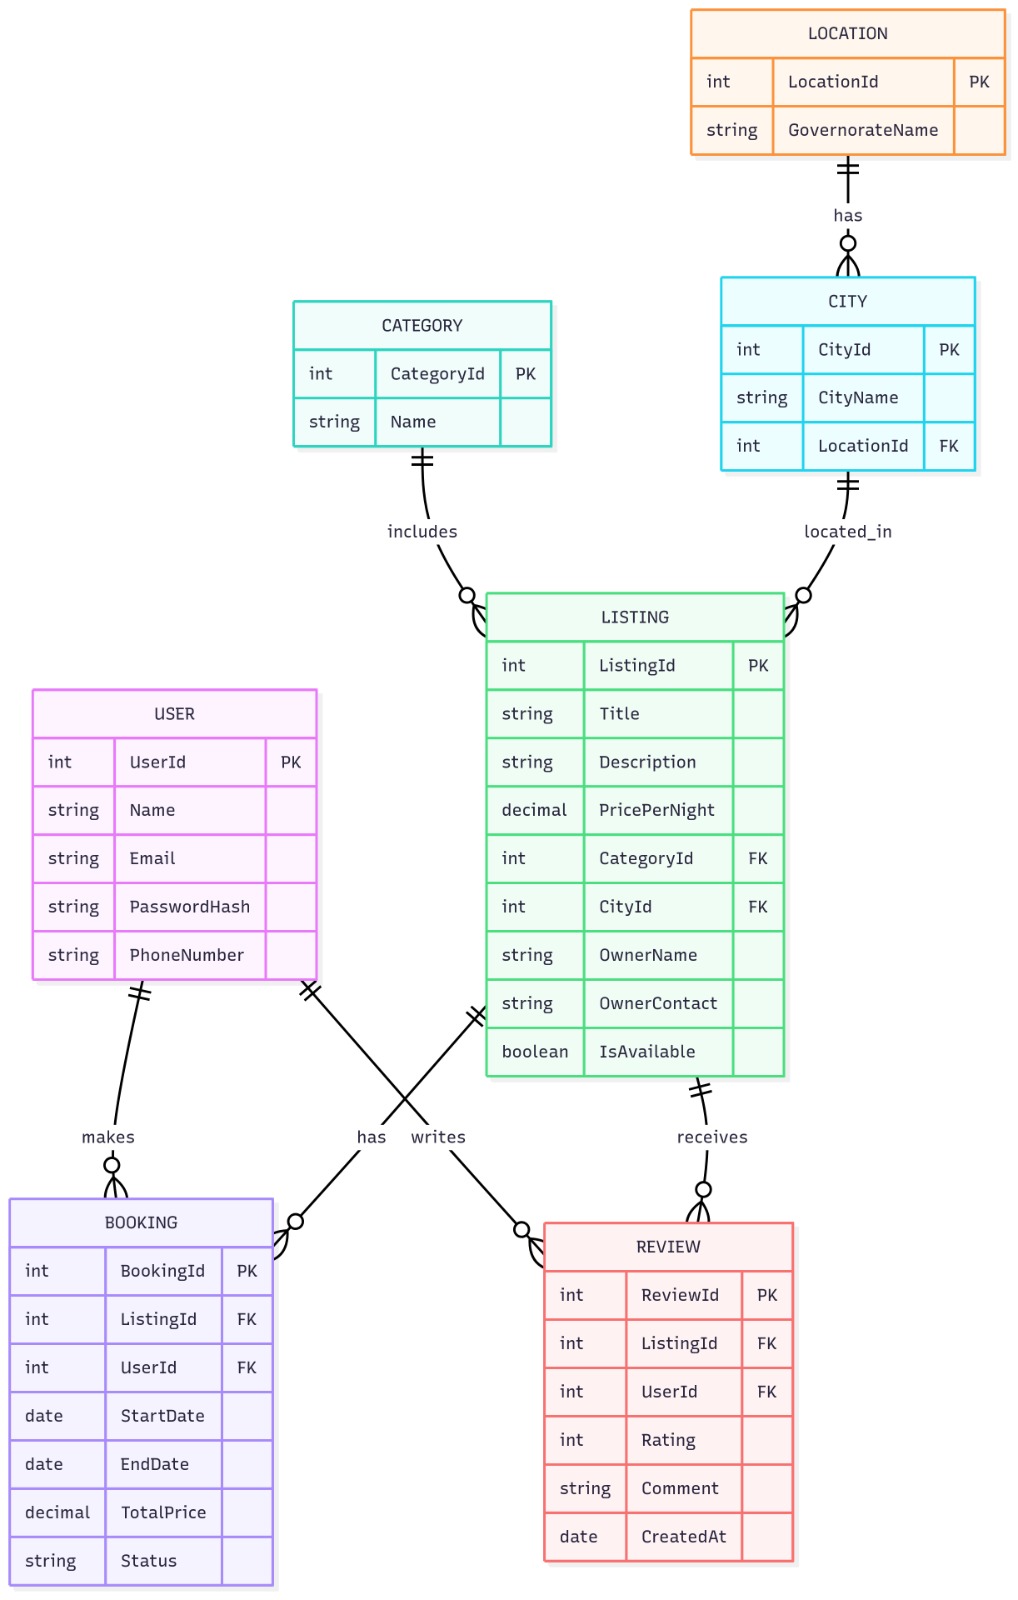 LOCATION
int LocationId PK
string GovernorateName
has
CITY
int CityId PK
string CityName
int LocationId FK
CATEGORY
int CategoryId PK
string Name
includes
located_in
LISTING
int ListingId PK
string Title
string Description
decimal PricePerNight
int CategoryId FK
int CityId FK
string OwnerName
string OwnerContact
boolean IsAvailable
USER
int UserId PK
string Name
string Email
string PasswordHash
string PhoneNumber
makes
has
writes
receives
BOOKING
int BookingId PK
int ListingId FK
int UserId FK
date StartDate
date EndDate
decimal TotalPrice
string Status
REVIEW
int ReviewId PK
int ListingId FK
int UserId FK
int Rating
string Comment
date CreatedAt